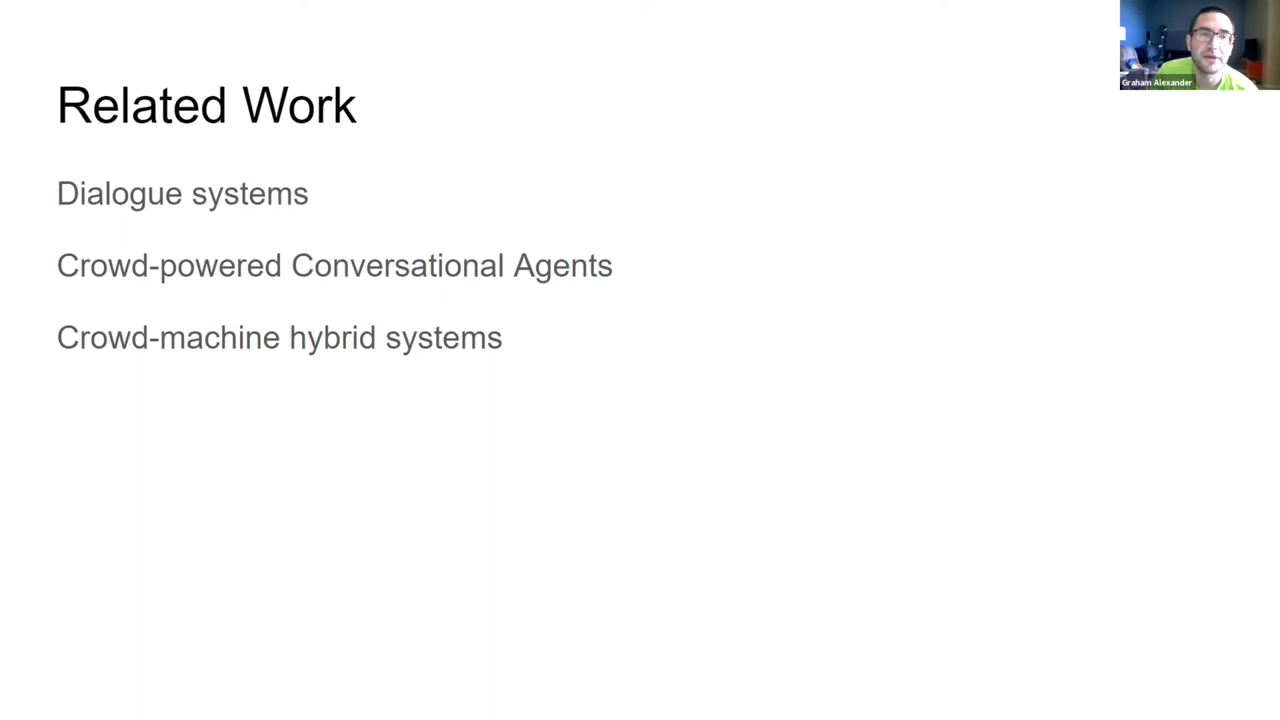 Graham Alexander
Related Work
Dialogue systems
Crowd-powered Conversational Agents
Crowd-machine hybrid systems